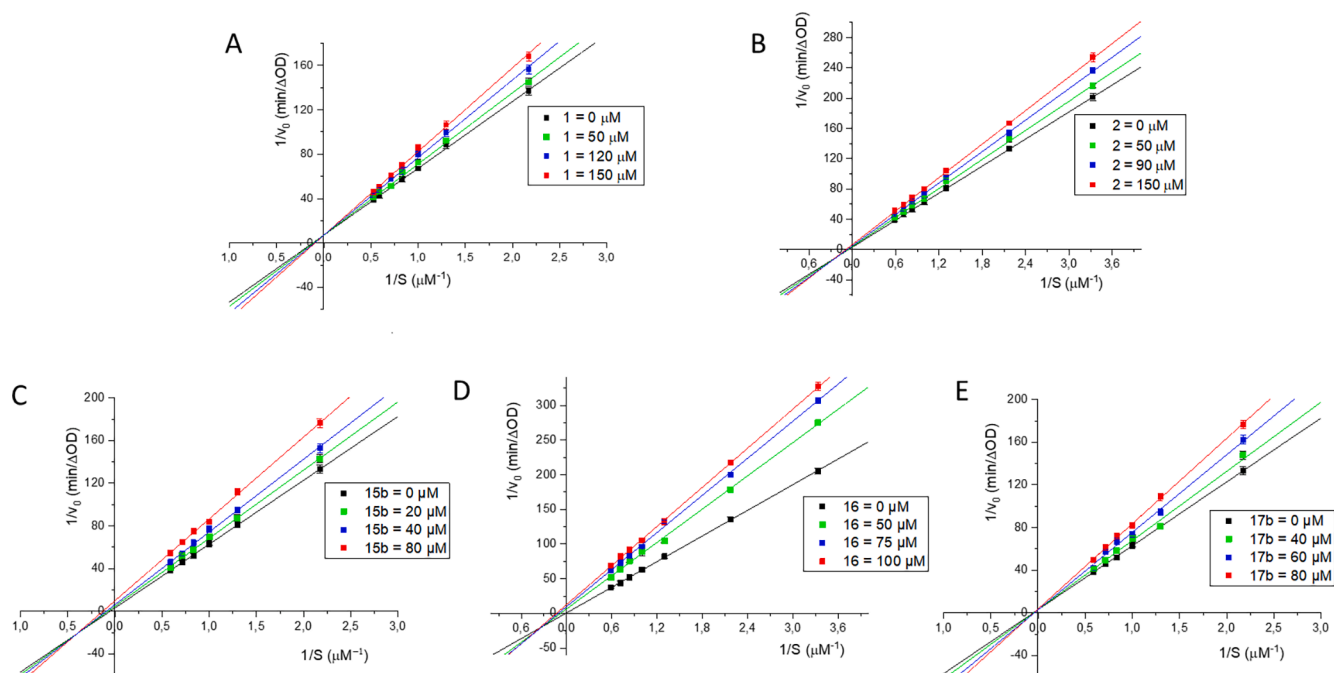 A
1/v0 (min/ΔOD)
160
120
80
40
0
-40
1,0 0,5 0,0 0,5 1,0 1,5 2,0 2,5 3,0
1/S (μM⁻¹)
1 = 0 μM
1 = 50 μM
1 = 120 μM
1 = 150 μM
B
1/v0 (min/ΔOD)
280
240
200
160
120
80
40
0
-40
0,6 0,0 0,6 1,2 1,8 2,4 3,0 3,6
1/S (μM⁻¹)
2 = 0 μM
2 = 50 μM
2 = 90 μM
2 = 150 μM
C
1/v0 (min/ΔOD)
200
160
120
80
40
0
-40
1,0 0,5 0,0 0,5 1,0 1,5 2,0 2,5 3,0
1/S (μM⁻¹)
15b = 0 μM
15b = 20 μM
15b = 40 μM
15b = 80 μM
D
1/v0 (min/ΔOD)
300
250
200
150
100
50
0
-50
0,6 0,0 0,6 1,2 1,8 2,4 3,0 3,6
1/S (μM⁻¹)
16 = 0 μM
16 = 50 μM
16 = 75 μM
16 = 100 μM
E
1/v0 (min/ΔOD)
200
160
120
80
40
0
-40
1,0 0,5 0,0 0,5 1,0 1,5 2,0 2,5 3,0
1/S (μM⁻¹)
17b = 0 μM
17b = 40 μM
17b = 60 μM
17b = 80 μM